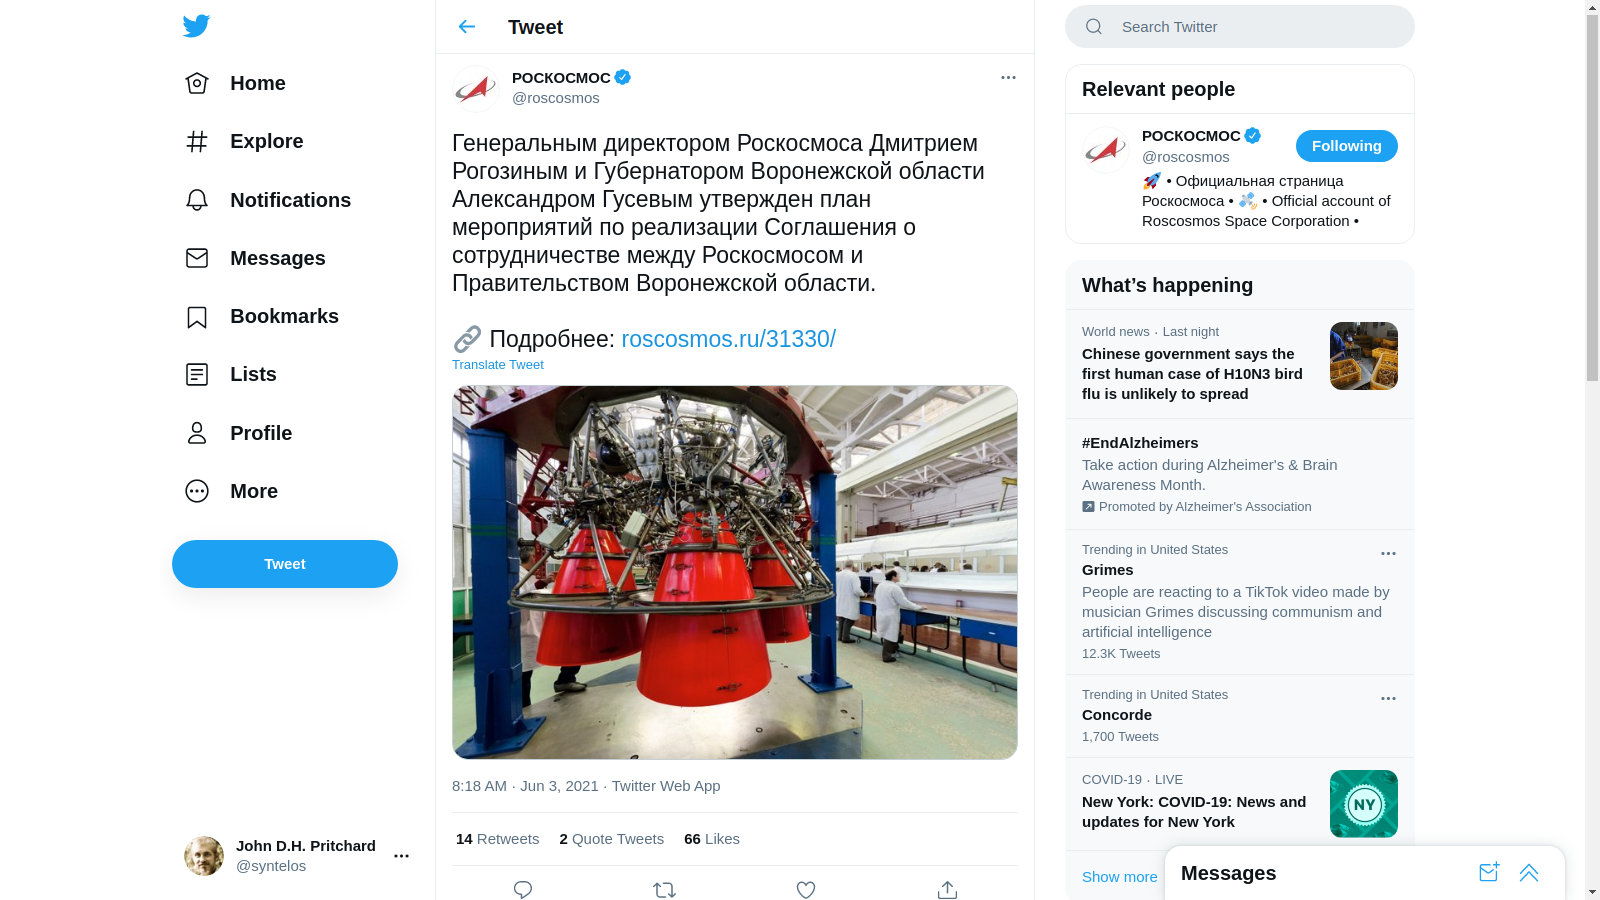 Home
Explore
Notifications
Messages
Bookmarks
Lists
Profile
More
Tweet
John D.H. Pritchard
@syntelos
Tweet
РОСКОСМОС
@roscosmos
Генеральным директором Роскосмоса Дмитрием
Рогозиным и Губернатором Воронежской области
Александром Гусевым утвержден план
мероприятий по реализации Соглашения о
сотрудничестве между Роскосмосом и
Правительством Воронежской области.
🔗 Подробнее: roscosmos.ru/31330/
Translate Tweet
8:18 AM · Jun 3, 2021 · Twitter Web App
14 Retweets 2 Quote Tweets 66 Likes
Search Twitter
Relevant people
РОСКОСМОС
@roscosmos
Following
🚀 • Официальная страница
Роскосмоса • 🛰 • Official account of
Roscosmos Space Corporation •
What's happening
World news · Last night
Chinese government says the
first human case of H10N3 bird
flu is unlikely to spread
#EndAlzheimers
Take action during Alzheimer's & Brain
Awareness Month.
Promoted by Alzheimer's Association
Trending in United States
Grimes
People are reacting to a TikTok video made by
musician Grimes discussing communism and
artificial intelligence
12.3K Tweets
Trending in United States
Concorde
1,700 Tweets
COVID-19 · LIVE
New York: COVID-19: News and
updates for New York
NY
Show more
Messages